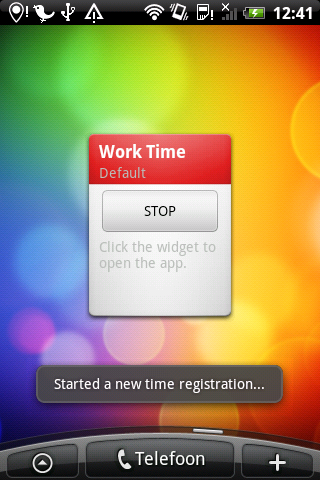 12:41
Work Time
Default
STOP
Click the widget to
open the app.
Started a new time registration...
Telefoon